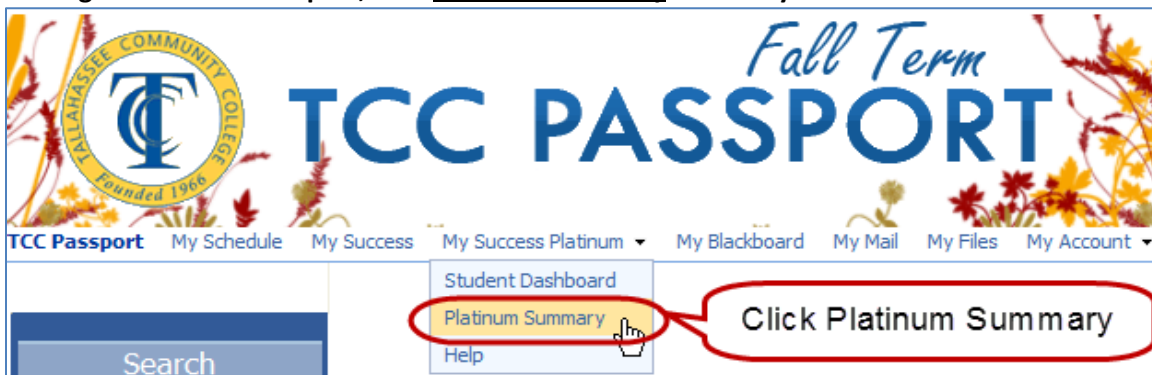 TALLAHASSEE COMMUNITY COLLEGE
Founded 1966
TCC
Fall Term
TCC PASSPORT
TCC Passport My Schedule My Success My Success Platinum My Blackboard My Mail My Files My Account
Student Dashboard
Platinum Summary
Click Platinum Summary
Help
Search